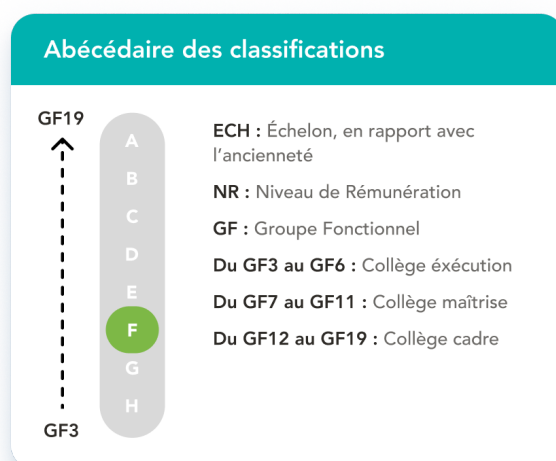 Abécédaire des classifications
GF19
A
B
C
D
E
F
G
H
GF3
ECH : Échelon, en rapport avec
l'ancienneté
NR : Niveau de Rémunération
GF : Groupe Fonctionnel
Du GF3 au GF6 : Collège éxécution
Du GF7 au GF11 : Collège maîtrise
Du GF12 au GF19 : Collège cadre